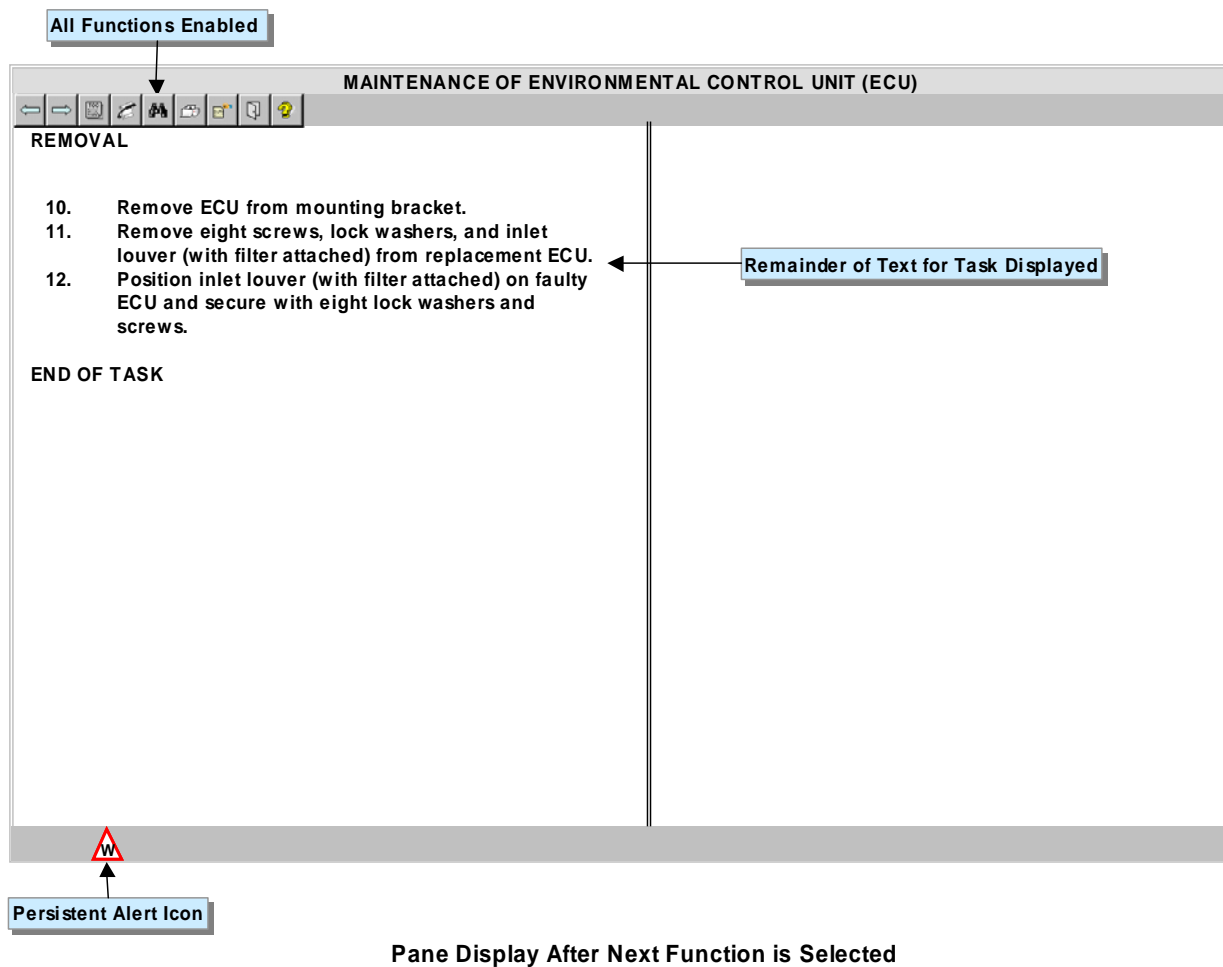 All Functions Enabled
MAINTENANCE OF ENVIRONMENTAL CONTROL UNIT (ECU)
REMOVAL
10. Remove ECU from mounting bracket.
11. Remove eight screws, lock washers, and inlet
louver (with filter attached) from replacement ECU.
12. Position inlet louver (with filter attached) on faulty
ECU and secure with eight lock washers and
screws.
Remainder of Text for Task Displayed
END OF TASK
W
Persistent Alert Icon
Pane Display After Next Function is Selected